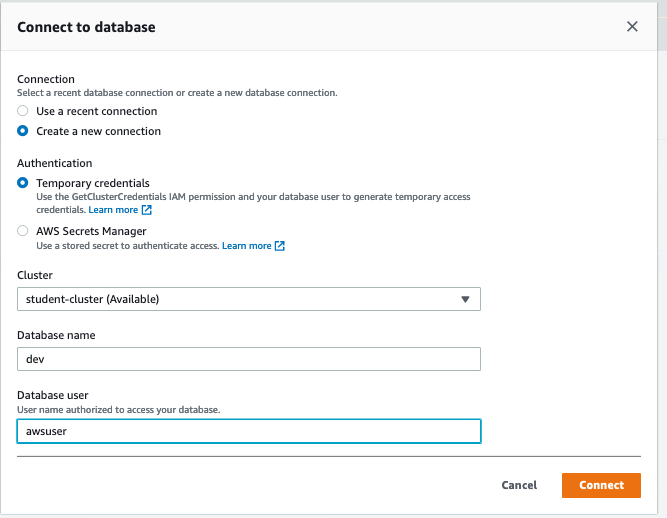 Connect to database
Connection
Select a recent database connection or create a new database connection.
Use a recent connection
Create a new connection
Authentication
Temporary credentials
Use the GetClusterCredentials IAM permission and your database user to generate temporary access
credentials. Learn more
AWS Secrets Manager
Use a stored secret to authenticate access. Learn more
Cluster
student-cluster (Available)
Database name
dev
Database user
User name authorized to access your database.
awsuser
Cancel Connect